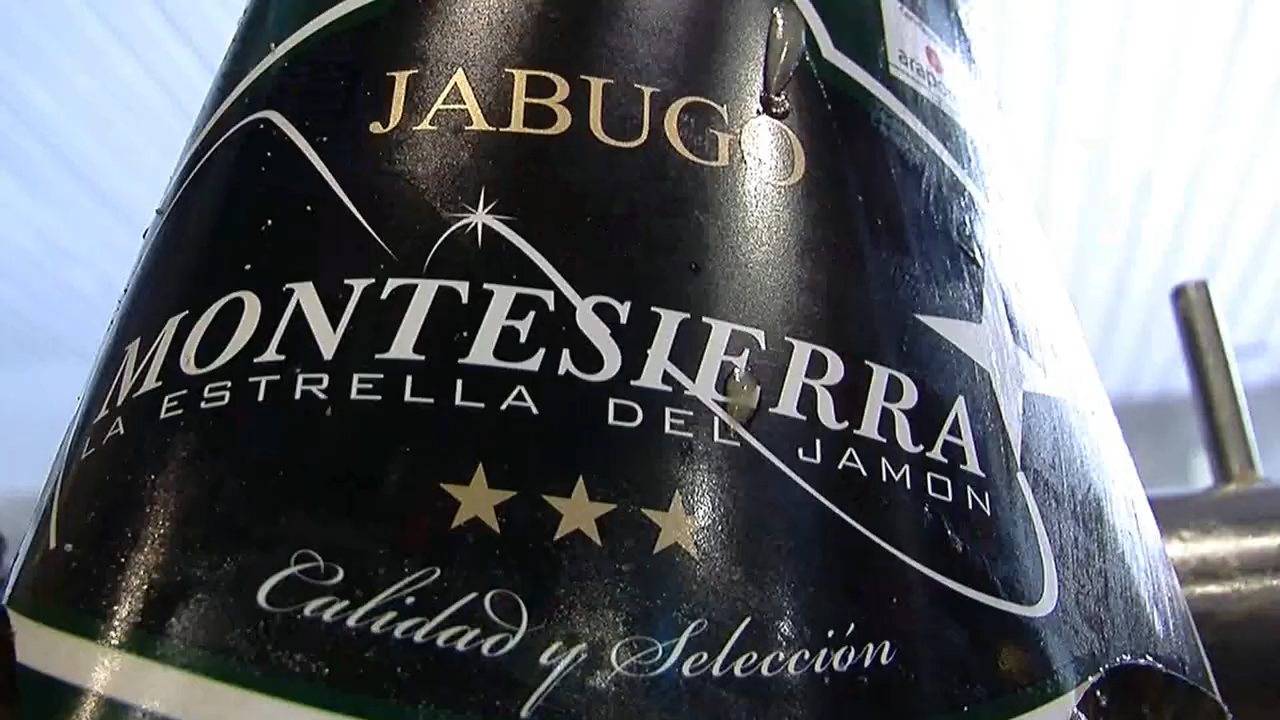 JABUGO
MONTESIERRA
LA ESTRELLA DEL JAMON
Calidad y Selección